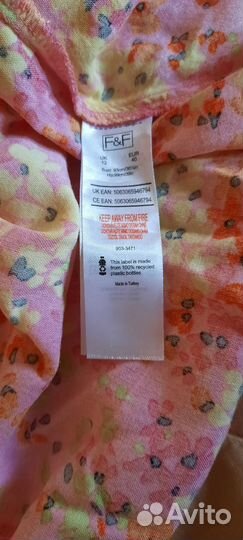 F&F
UK EUR
12 40
UK EAN: 5063065946794
CE EAN: 5063065946794
KEEP AWAY FROM FIRE
903-3471
This label is made
from 100% recycled
plastic bottles
Made in Turkey
Avito